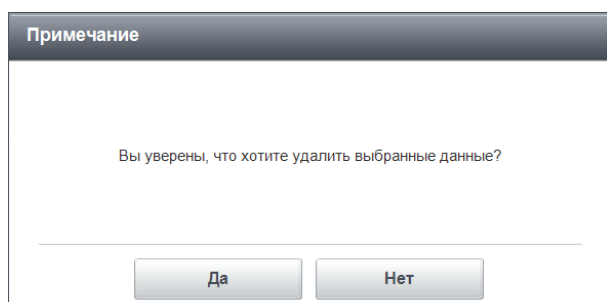 Примечание
Вы уверены, что хотите удалить выбранные данные?
Да
Нет